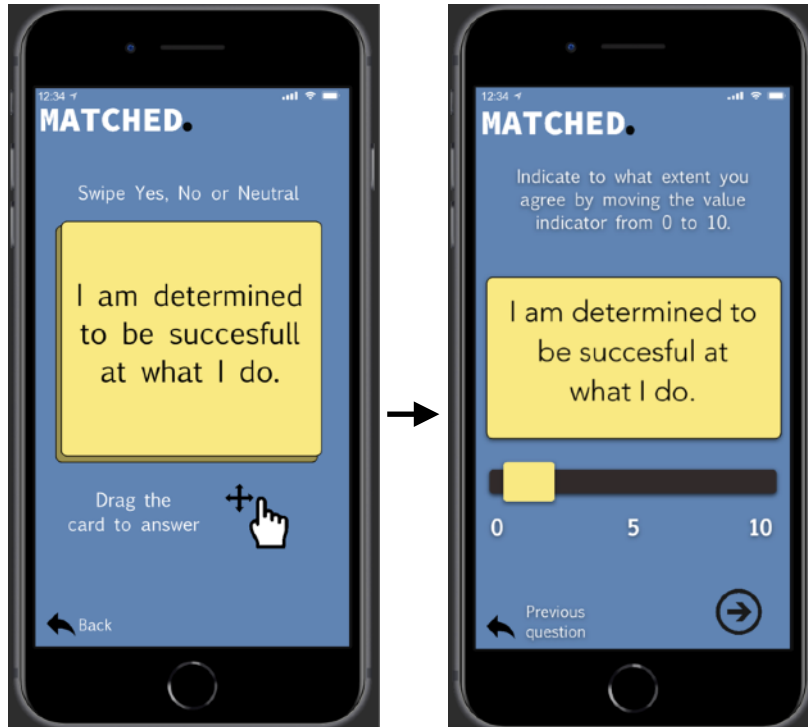 12:34
MATCHED.
Swipe Yes, No or Neutral
I am determined
to be succesfull
at what I do.
Drag the
card to answer
Back
12:34
MATCHED.
Indicate to what extent you
agree by moving the value
indicator from 0 to 10.
I am determined to
be succesful at
what I do.
0 5 10
Previous
question